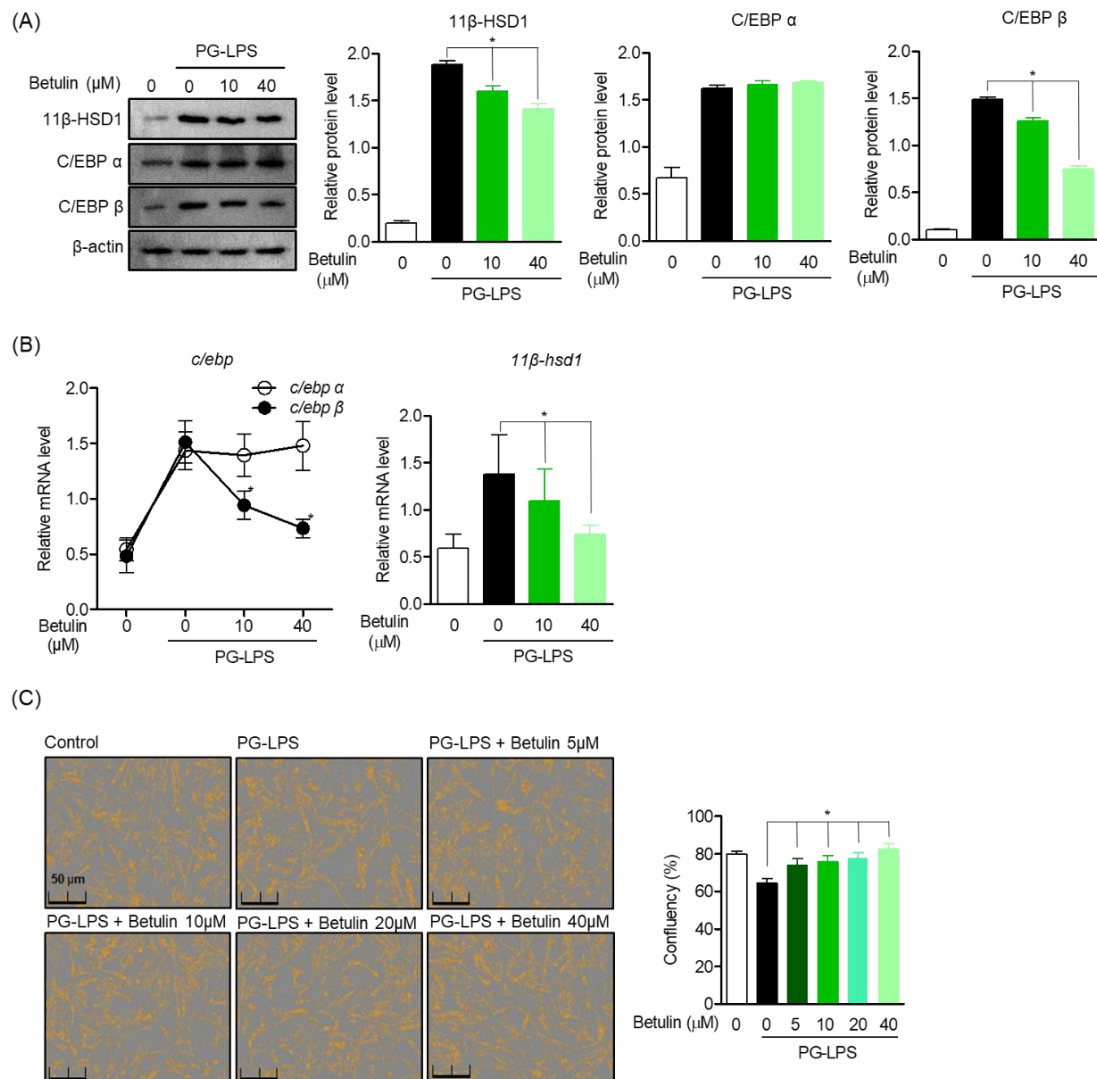 (A)
PG-LPS
Betulin (µM) 0 0 10 40
11β-HSD1
C/EBP α
C/EBP β
β-actin
11β-HSD1
*
Relative protein level
2.0
1.5
1.0
0.5
0.0
Betulin (µM)
0 0 10 40
PG-LPS
C/EBP α
Relative protein level
2.0
1.5
1.0
0.5
0.0
Betulin (µM)
0 0 10 40
PG-LPS
C/EBP β
*
Relative protein level
2.0
1.5
1.0
0.5
0.0
Betulin (µM)
0 0 10 40
PG-LPS
(B)
c/ebp
c/ebp α
c/ebp β
Relative mRNA level
2.0
1.5
1.0
0.5
0.0
*
*
Betulin (µM)
0 0 10 40
PG-LPS
11β-hsd1
*
Relative mRNA level
2.0
1.5
1.0
0.5
0.0
Betulin (µM)
0 0 10 40
PG-LPS
(C)
Control
PG-LPS
PG-LPS + Betulin 5µM
50 µm
PG-LPS + Betulin 10µM
PG-LPS + Betulin 20µM
PG-LPS + Betulin 40µM
*
Confluency (%)
100
80
60
80
40
20
0
Betulin (µM) 0 0 5 10 20 40
PG-LPS